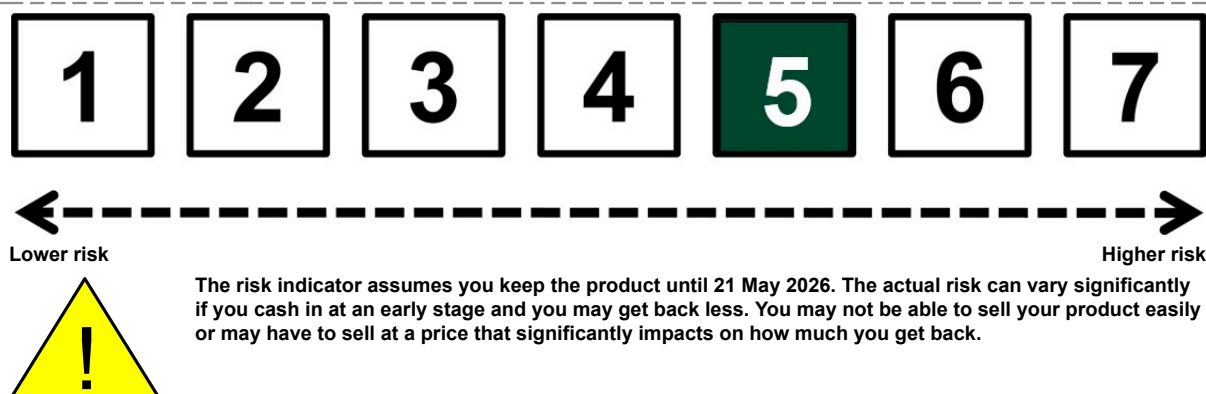 1 2 3 4 5 6 7
Lower risk Higher risk
The risk indicator assumes you keep the product until 21 May 2026. The actual risk can vary significantly
if you cash in at an early stage and you may get back less. You may not be able to sell your product easily
or may have to sell at a price that significantly impacts on how much you get back.
!